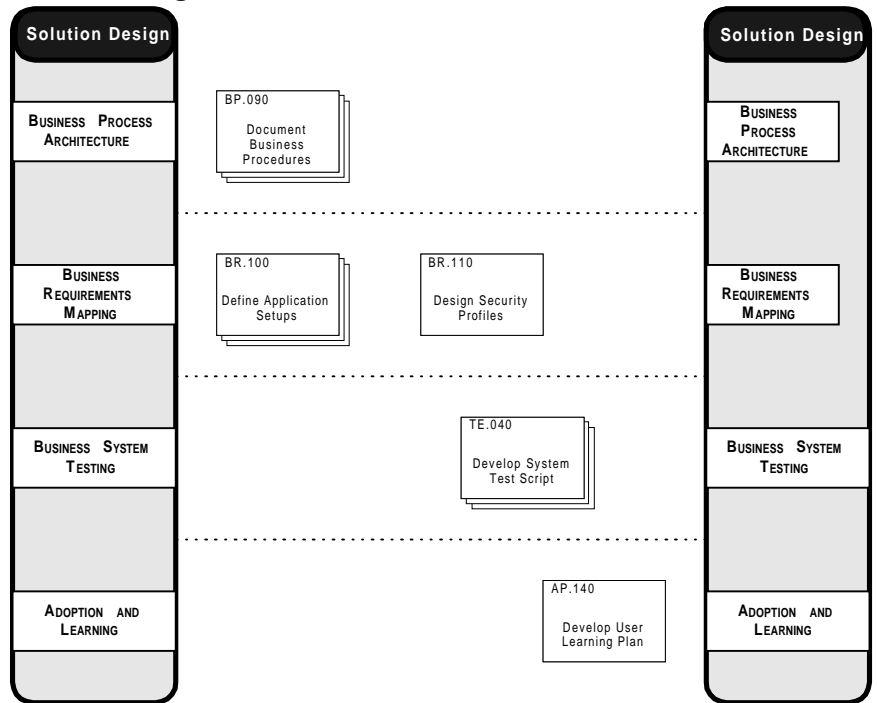 Solution Design
Solution Design
BUSINESS PROCESS
ARCHITECTURE
BP.090
Document
Business
Procedures
BUSINESS
PROCESS
ARCHITECTURE
BUSINESS
REQUIREMENTS
MAPPING
BR.100
Define Application
Setups
BR.110
Design Security
Profiles
BUSINESS
REQUIREMENTS
MAPPING
BUSINESS SYSTEM
TESTING
TE.040
Develop System
Test Script
BUSINESS SYSTEM
TESTING
ADOPTION AND
LEARNING
AP.140
Develop User
Learning Plan
ADOPTION AND
LEARNING